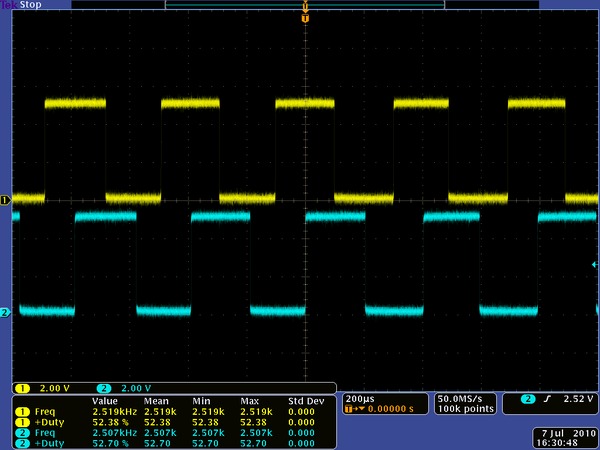 Tek Stop
T
1
2
1 2.00 V 2 2.00 V
Value Mean Min Max Std Dev
1 Freq 2.519kHz 2.519k 2.519k 2.519k 0.000
1 +Duty 52.38 % 52.38 52.38 52.38 0.000
2 Freq 2.507kHz 2.507k 2.507k 2.507k 0.000
2 +Duty 52.70 % 52.70 52.70 52.70 0.000
200µs
T→▼0.00000 s
50.0MS/s
100k points
2 ƒ 2.52 V
7 Jul 2010
16:30:48